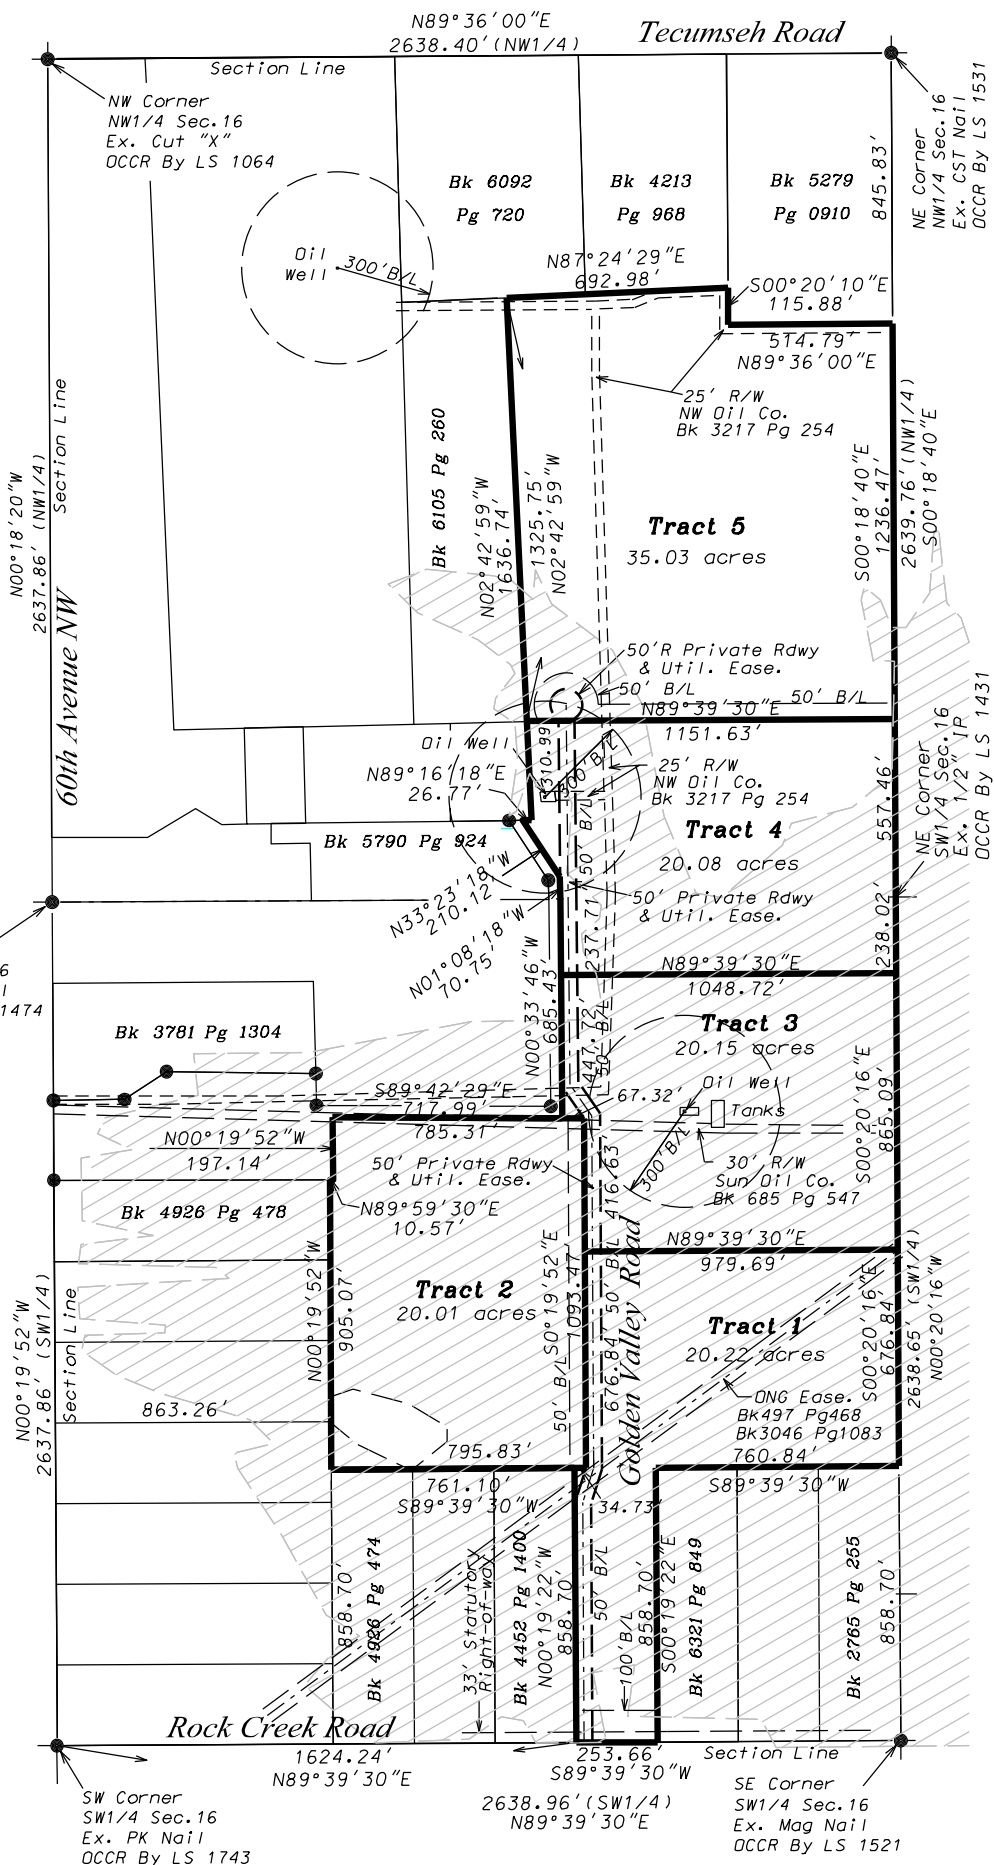 N89°36'00"E
2638.40'(NW1/4)
Tecumseh Road
Section Line
NW Corner
NW1/4 Sec.16
Ex. Cut "X"
OCCR By LS 1064
NE Corner
NW1/4 Sec.16
Ex. CST Nail
OCCR By LS 1531
845.83'
Bk 6092
Pg 720
Bk 4213
Pg 968
Bk 5279
Pg 0910
Oil
Well
300'B/L
N87°24'29"E
692.98'
S00°20'10"E
115.88'
514.79'
N89°36'00"E
25' R/W
NW Oil Co.
Bk 3217 Pg 254
Section Line
N00°18'20"W
2637.86' (NW1/4)
60th Avenue NW
Bk 6105 Pg 260
N02°42'59"W
1636.74'
1325.75'
N02°42'59"W
Tract 5
35.03 acres
S00°18'40"E
1236.47'
2639.76'(NW1/4)
S00°18'40"E
50'R Private Rdwy
& Util. Ease.
50' B/L
50' B/L
N89°39'30"E
1151.63'
Oil Well
310.99'
300'B/L
N89°16'18"E
26.77'
25' R/W
NW Oil Co.
Bk 3217 Pg 254
Tract 4
20.08 acres
557.46'
NE Corner
SW1/4 Sec.16
Ex. 1/2" IP
OCCR By LS 1431
Bk 5790 Pg 924
50' B/L
N33°23'18"W
210.12'
N01°08'18"W
70.75'
50' Private Rdwy
& Util. Ease.
237.71'
238.02'
N89°39'30"E
1048.72'
6
1474
N00°33'46"W
685.43'
447.72'
50' B/L
Bk 3781 Pg 1304
Tract 3
20.15 acres
Oil Well
Tanks
67.32'
S00°20'16"E
865.09'
S89°42'29"E
717.99'
785.31'
N00°19'52"W
197.14'
50' Private Rdwy
& Util. Ease.
416.63'
300'B/L
30' R/W
Sun Oil Co.
BK 685 Pg 547
Bk 4926 Pg 478
N89°59'30"E
10.57'
N89°39'30"E
979.69'
N00°19'52"W
2637.86' (SW1/4)
Section Line
N00°19'52"W
905.07'
Tract 2
20.01 acres
S0°19'52"E
1093.47'
50' B/L
50' B/L
676.84'
Golden Valley Road
Tract 1
20.22 acres
S00°20'16"E
676.84'
2638.65' (SW1/4)
N00°20'16"W
ONG Ease.
BK497 Pg468
Bk3046 Pg1083
863.26'
795.83'
761.10'
S89°39'30"W
760.84'
S89°39'30"W
34.73'
858.70'
Bk 4926 Pg 474
33' Statutory
Right-of-way
Bk 4452 Pg 1400
N00°19'22"W
858.70'
50' B/L
100'B/L
858.70'
S00°19'22"E
Bk 6321 Pg 849
Bk 2765 Pg 255
858.70'
Rock Creek Road
1624.24'
N89°39'30"E
253.66'
S89°39'30"W
Section Line
2638.96'(SW1/4)
N89°39'30"E
SW Corner
SW1/4 Sec.16
Ex. PK Nail
OCCR By LS 1743
SE Corner
SW1/4 Sec.16
Ex. Mag Nail
OCCR By LS 1521